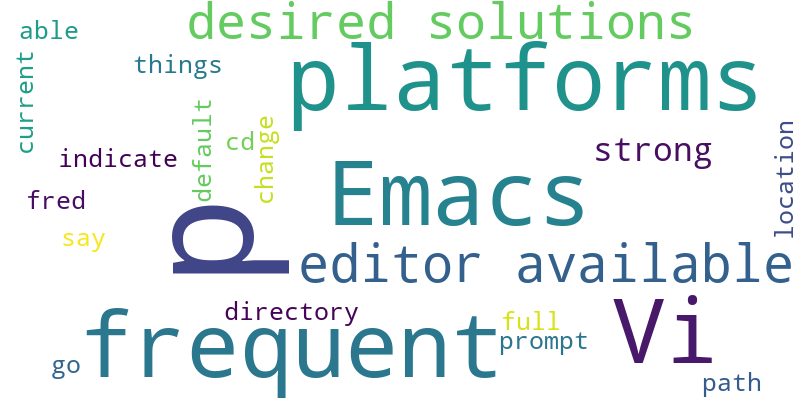 desired solutions
able
platforms
things
current
default
cd
change
strong
location
indicate
Emacs
fred
p
say
editor available
directory
frequent
full
Vi
prompt
go
path